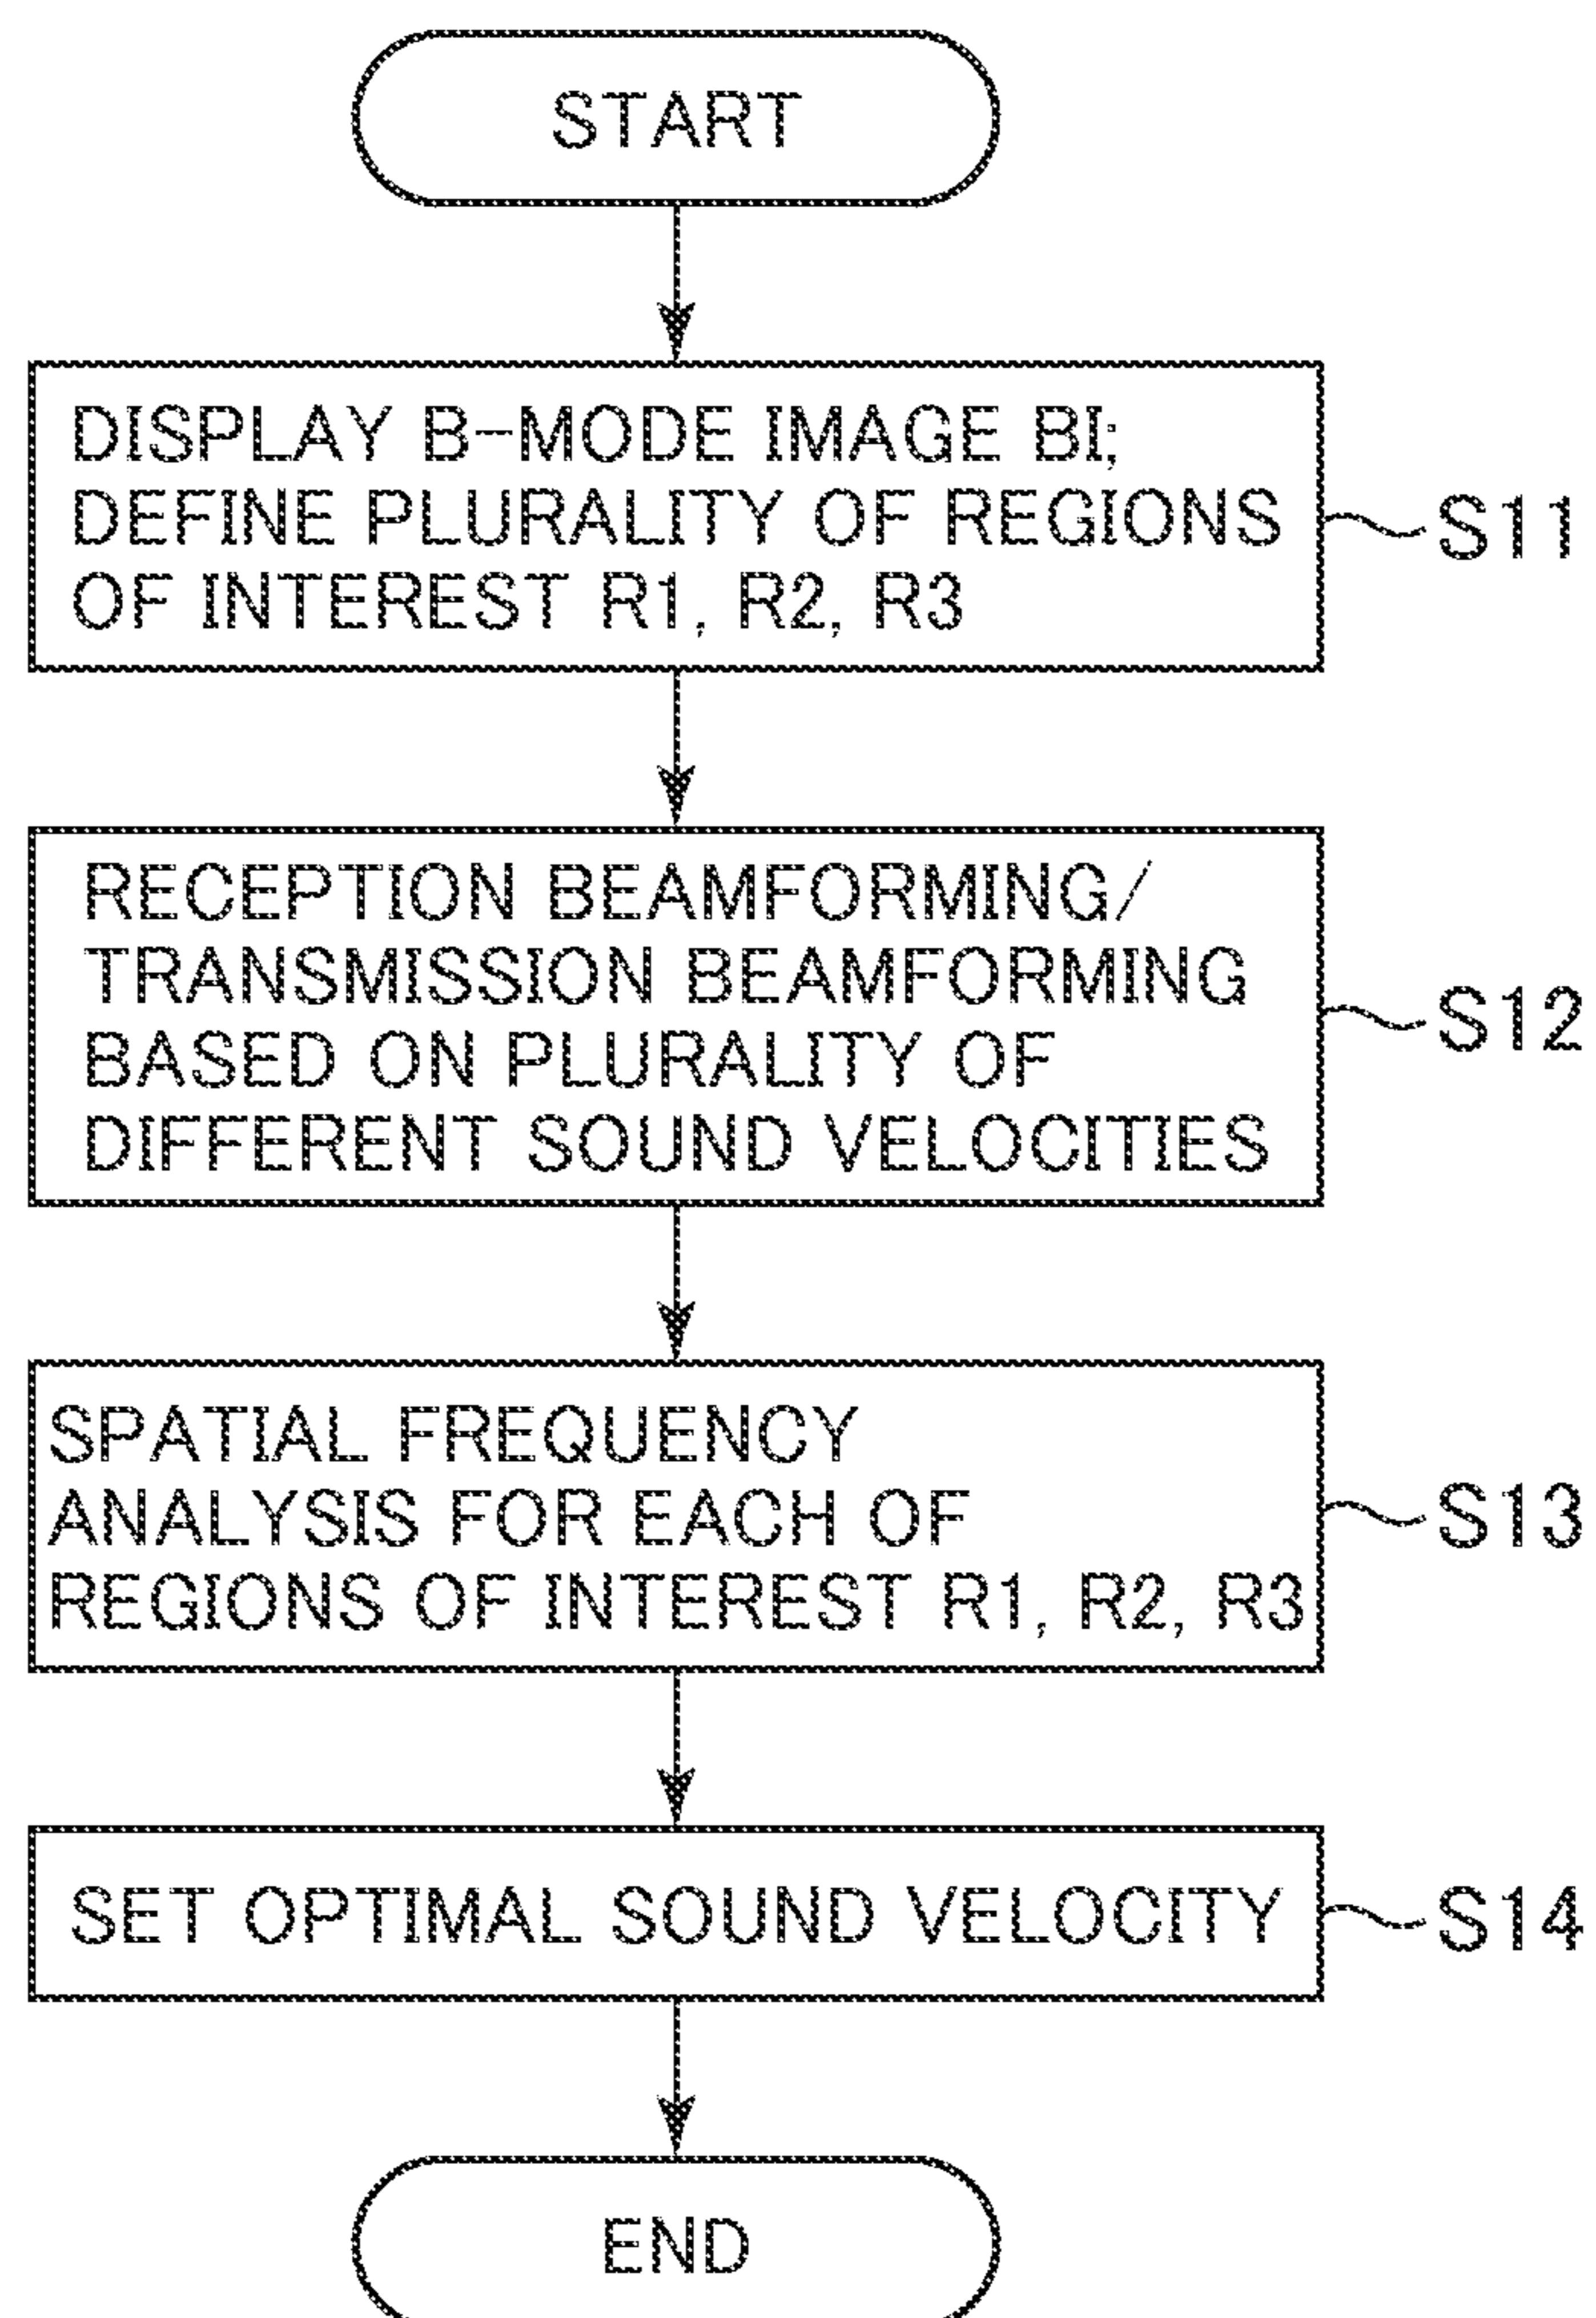 START
DISPLAY B-MODE IMAGE BI;
DEFINE PLURALITY OF REGIONS
OF INTEREST R1, R2, R3
S11
RECEPTION BEAMFORMING/
TRANSMISSION BEAMFORMING
BASED ON PLURALITY OF
DIFFERENT SOUND VELOCITIES
S12
SPATIAL FREQUENCY
ANALYSIS FOR EACH OF
REGIONS OF INTEREST R1, R2, R3
S13
SET OPTIMAL SOUND VELOCITY
S14
END